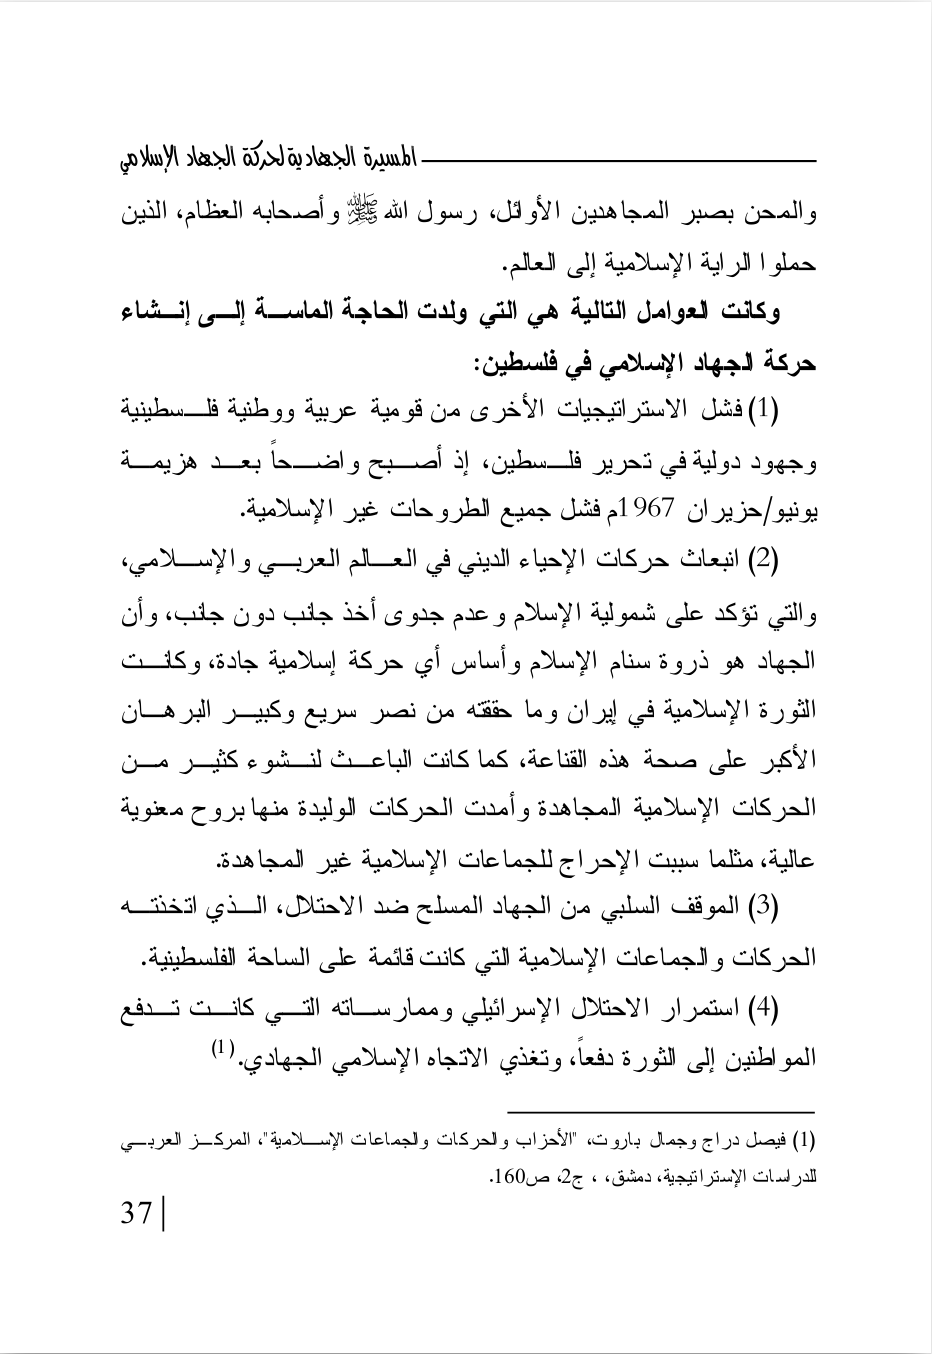 المسيرة الجهادية لحركة الجهاد الإسلامي
والمحن بصبر المجاهدين الأوائل، رسول الله ﷺ وأصحابه العظام، الذين
حملوا الراية الإسلامية إلى العالم.
وكانت العوامل التالية هي التي ولدت الحاجة الماسة إلى إنشاء
حركة الجهاد الإسلامي في فلسطين:
(1) فشل الاستراتيجيات الأخرى من قومية عربية ووطنية فلسطينية
وجهود دولية في تحرير فلسطين، إذ أصبح واضحاً بعد هزيمة
يونيو/حزيران 1967م فشل جميع الطروحات غير الإسلامية.
(2) انبعاث حركات الإحياء الديني في العالم العربي والإسلامي،
والتي تؤكد على شمولية الإسلام وعدم جدوى أخذ جانب دون جانب، وأن
الجهاد هو ذروة سنام الإسلام وأساس أي حركة إسلامية جادة، وكانت
الثورة الإسلامية في إيران وما حققته من نصر سريع وكبير البرهان
الأكبر على صحة هذه القناعة، كما كانت الباعث لنشوء كثير من
الحركات الإسلامية المجاهدة وأمدت الحركات الوليدة منها بروح معنوية
عالية، مثلما سببت الإحراج للجماعات الإسلامية غير المجاهدة.
(3) الموقف السلبي من الجهاد المسلح ضد الاحتلال، الذي اتخذته
الحركات والجماعات الإسلامية التي كانت قائمة على الساحة الفلسطينية.
(4) استمرار الاحتلال الإسرائيلي وممارساته التي كانت تدفع
المواطنين إلى الثورة دفعاً، وتغذي الاتجاه الإسلامي الجهادي.(1)
(1) فيصل دراج وجمال باروت، "الأحزاب والحركات والجماعات الإسلامية"، المركز العربي
للدراسات الإستراتيجية، دمشق، ، ج2، ص160.
37 |